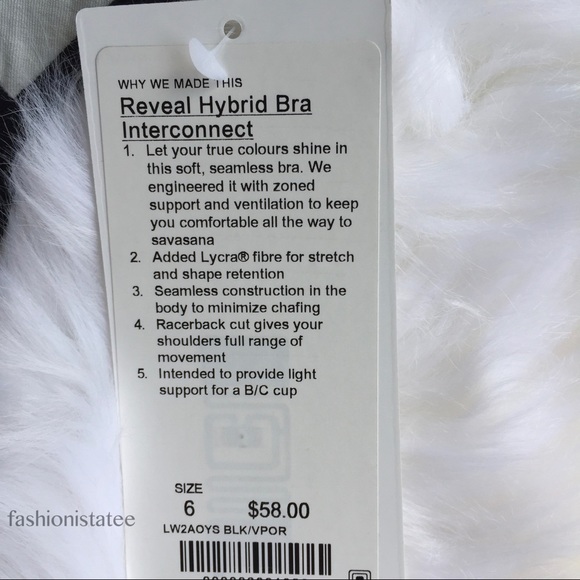 WHY WE MADE THIS
Reveal Hybrid Bra
Interconnect
1. Let your true colours shine in
this soft, seamless bra. We
engineered it with zoned
support and ventilation to keep
you comfortable all the way to
savasana
2. Added Lycra® fibre for stretch
and shape retention
3. Seamless construction in the
body to minimize chafing
4. Racerback cut gives your
shoulders full range of
movement
5. Intended to provide light
support for a B/C cup
SIZE
6 $58.00
LW2AOYS BLK/VPOR
fashionistatee